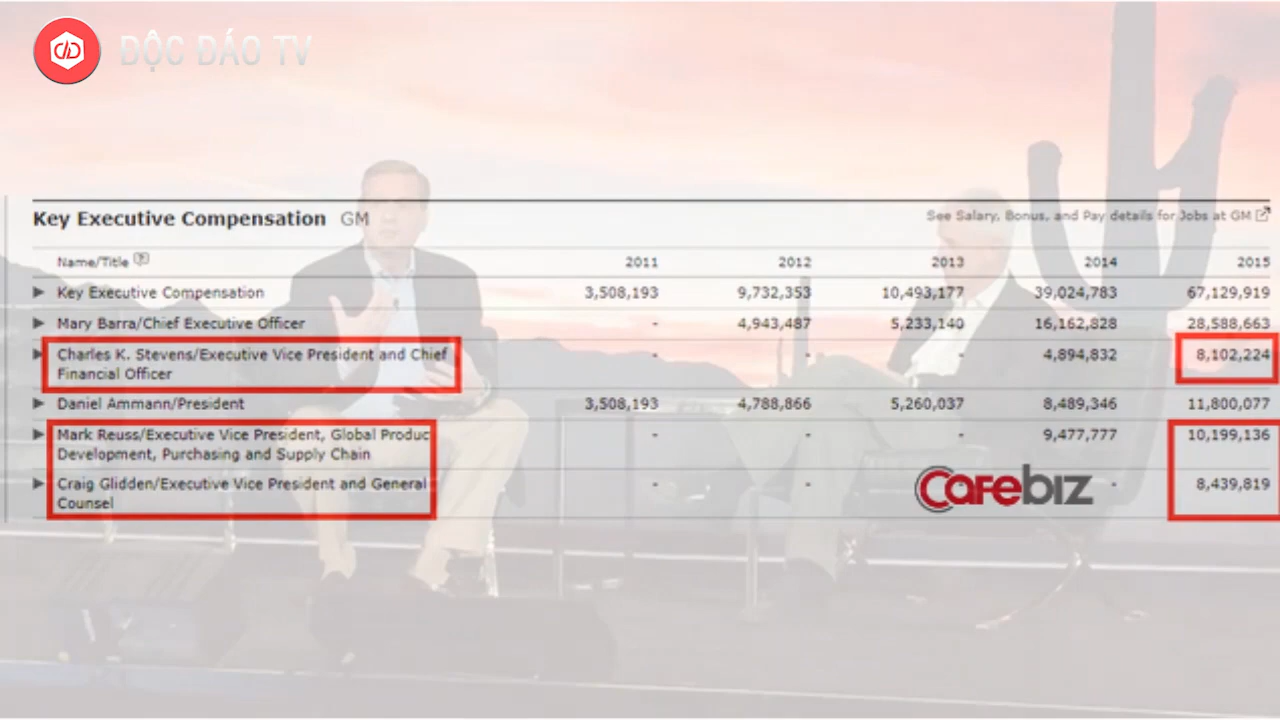 ĐỘC ĐÁO TV
Key Executive Compensation GM See Salary, Bonus, and Pay details for Jobs at GM
Name/Title 2011 2012 2013 2014 2015
Key Executive Compensation 3,508,193 9,732,353 10,493,177 39,024,783 67,129,919
Mary Barra/Chief Executive Officer - 4,943,487 5,233,140 16,162,828 28,588,663
Charles K. Stevens/Executive Vice President and Chief - - - 4,894,832 8,102,224
Financial Officer
Daniel Ammann/President 3,508,193 4,788,866 5,260,037 8,489,346 11,800,077
Mark Reuss/Executive Vice President, Global Produc - - - 9,477,777 10,199,136
Development, Purchasing and Supply Chain
Craig Glidden/Executive Vice President and General - - - 8,439,819
Counsel
Cafebiz